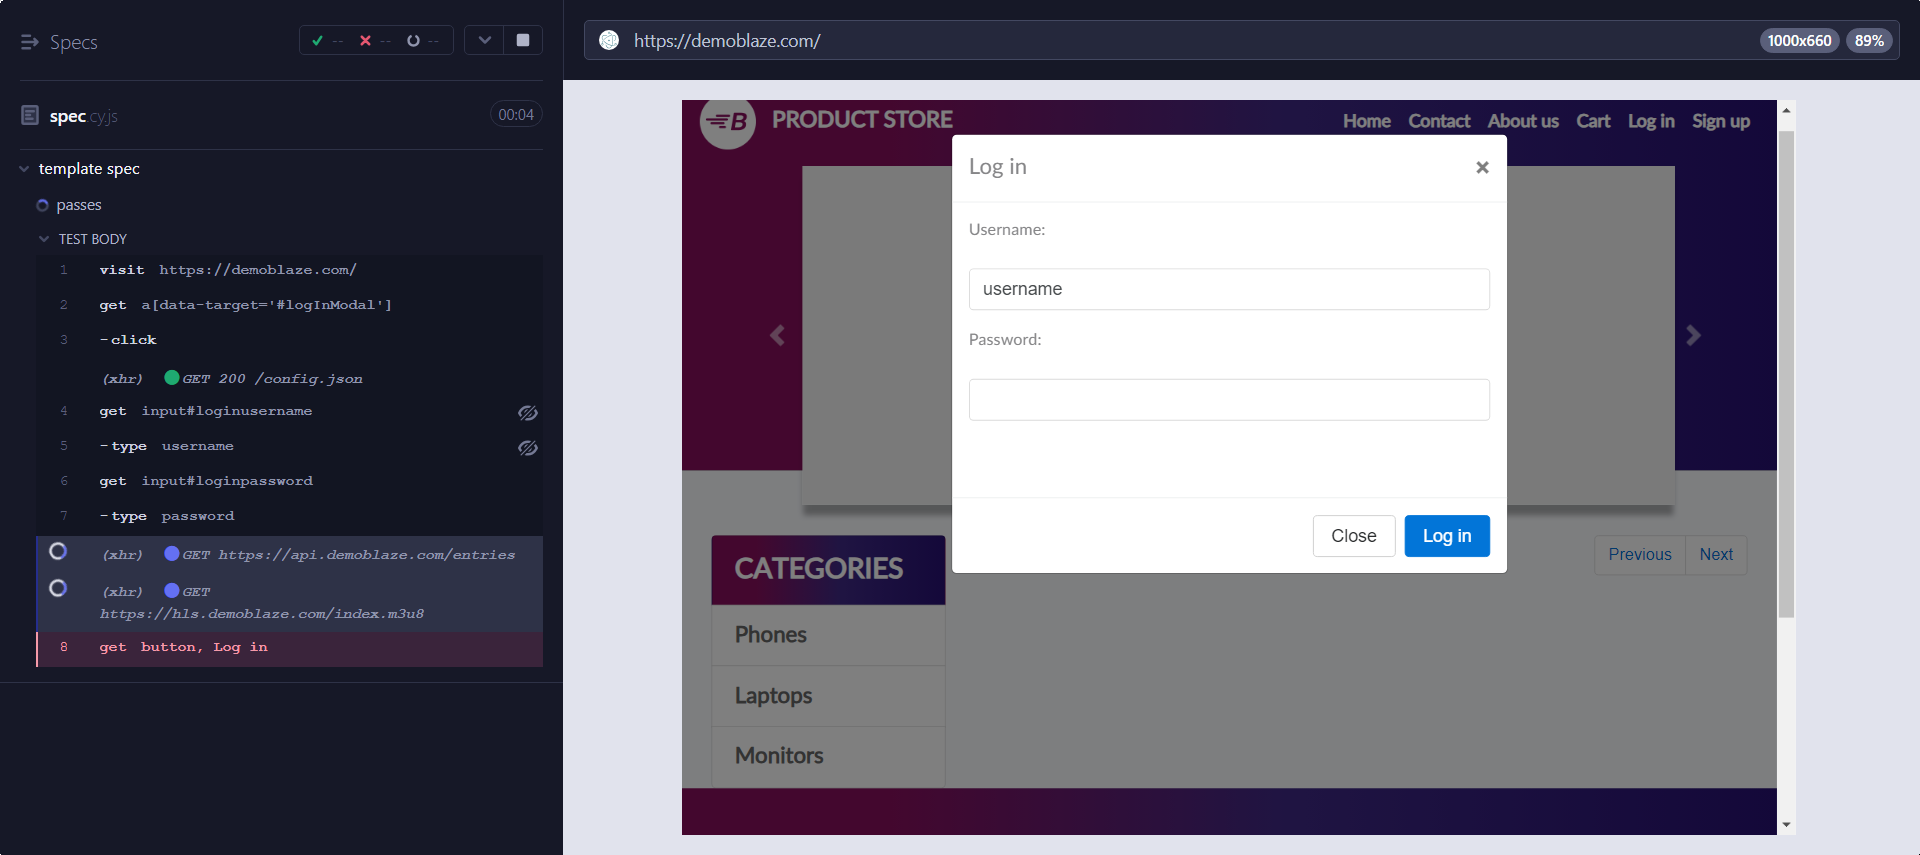 Specs
-- -- --
https://demoblaze.com/
1000x660
89%
spec.cy.js
00:04
template spec
passes
TEST BODY
1 visit https://demoblaze.com/
2 get a[data-target='#logInModal']
3 -click
(xhr) GET 200 /config.json
4 get input#loginusername
5 -type username
6 get input#loginpassword
7 -type password
(xhr) GET https://api.demoblaze.com/entries
(xhr) GET
https://hls.demoblaze.com/index.m3u8
8 get button, Log in
B
PRODUCT STORE
Home Contact About us Cart Log in Sign up
Log in
×
Username:
username
Password:
Close
Log in
CATEGORIES
Phones
Laptops
Monitors
Previous
Next